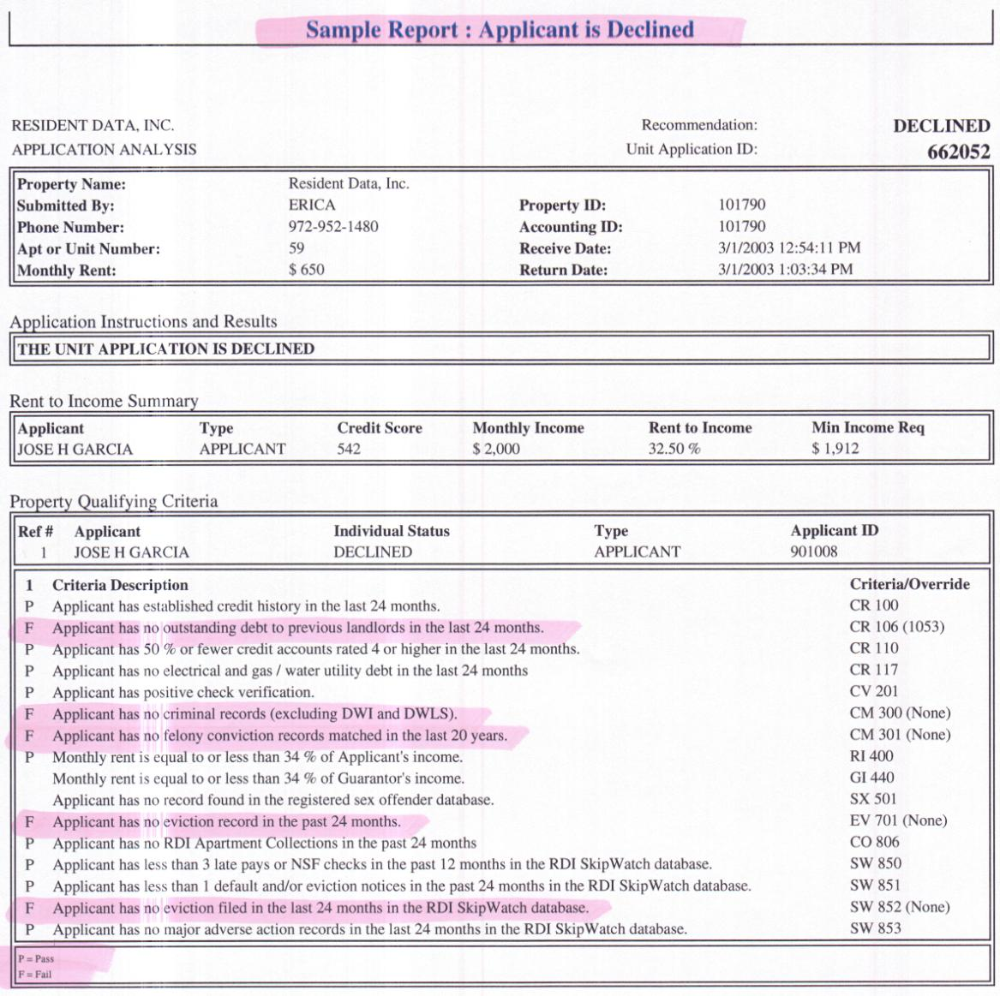 Sample Report : Applicant is Declined
RESIDENT DATA, INC. Recommendation: DECLINED
APPLICATION ANALYSIS Unit Application ID: 662052
Property Name: Resident Data, Inc.
Submitted By: ERICA Property ID: 101790
Phone Number: 972-952-1480 Accounting ID: 101790
Apt or Unit Number: 59 Receive Date: 3/1/2003 12:54:11 PM
Monthly Rent: $ 650 Return Date: 3/1/2003 1:03:34 PM
Application Instructions and Results
THE UNIT APPLICATION IS DECLINED
Rent to Income Summary
Applicant Type Credit Score Monthly Income Rent to Income Min Income Req
JOSE H GARCIA APPLICANT 542 $ 2,000 32.50 % $ 1,912
Property Qualifying Criteria
Ref # Applicant Individual Status Type Applicant ID
1 JOSE H GARCIA DECLINED APPLICANT 901008
1 Criteria Description Criteria/Override
P Applicant has established credit history in the last 24 months. CR 100
F Applicant has no outstanding debt to previous landlords in the last 24 months. CR 106 (1053)
P Applicant has 50 % or fewer credit accounts rated 4 or higher in the last 24 months. CR 110
P Applicant has no electrical and gas / water utility debt in the last 24 months CR 117
P Applicant has positive check verification. CV 201
F Applicant has no criminal records (excluding DWI and DWLS). CM 300 (None)
F Applicant has no felony conviction records matched in the last 20 years. CM 301 (None)
P Monthly rent is equal to or less than 34 % of Applicant's income. RI 400
Monthly rent is equal to or less than 34 % of Guarantor's income. GI 440
Applicant has no record found in the registered sex offender database. SX 501
F Applicant has no eviction record in the past 24 months. EV 701 (None)
P Applicant has no RDI Apartment Collections in the past 24 months CO 806
P Applicant has less than 3 late pays or NSF checks in the past 12 months in the RDI SkipWatch database. SW 850
P Applicant has less than 1 default and/or eviction notices in the past 24 months in the RDI SkipWatch database. SW 851
F Applicant has no eviction filed in the last 24 months in the RDI SkipWatch database. SW 852 (None)
P Applicant has no major adverse action records in the last 24 months in the RDI SkipWatch database. SW 853
P = Pass
F = Fail